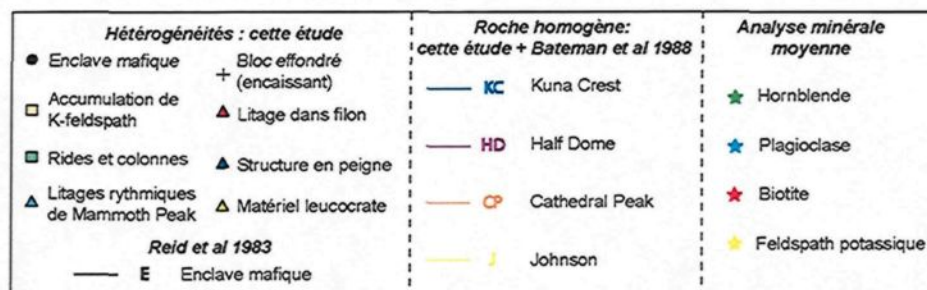 Hétérogénéités : cette étude
Enclave mafique
Accumulation de
K-feldspath
Rides et colonnes
Litages rythmiques
de Mammoth Peak
Bloc effondré
(encaissant)
Litage dans filon
Structure en peigne
Matériel leucocrate
Reid et al 1983
E Enclave mafique
Roche homogène:
cette étude + Bateman et al 1988
KC Kuna Crest
HD Half Dome
CP Cathedral Peak
J Johnson
Analyse minérale
moyenne
Hornblende
Plagioclase
Biotite
Feldspath potassique